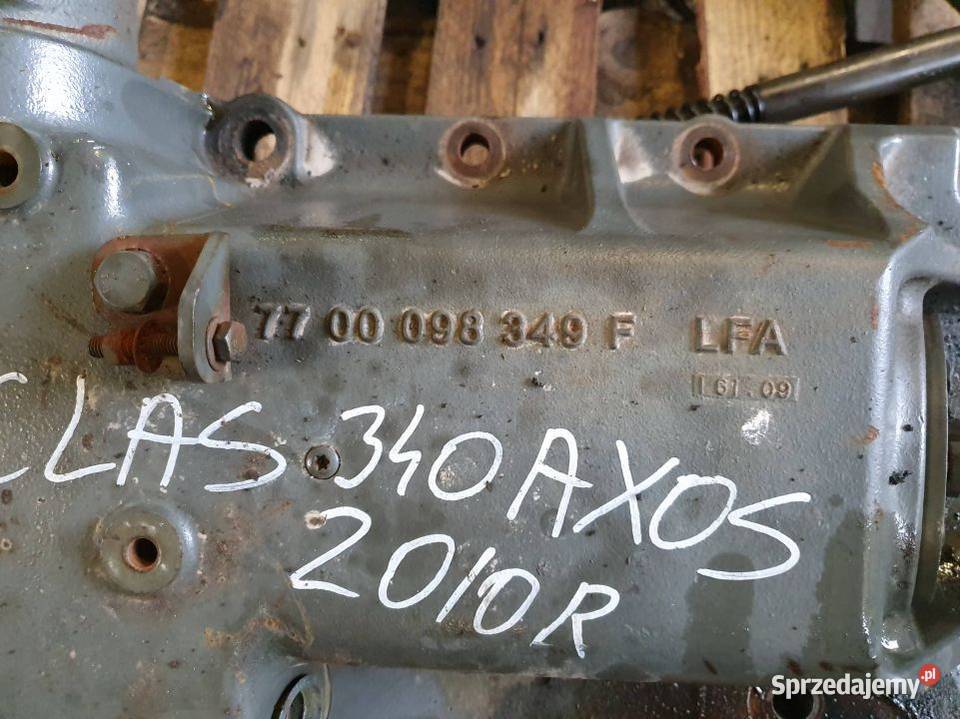 77 00 098 349 F LFA
61.09
CLAS 340 AXOS
2010R
Sprzedajemy.pl